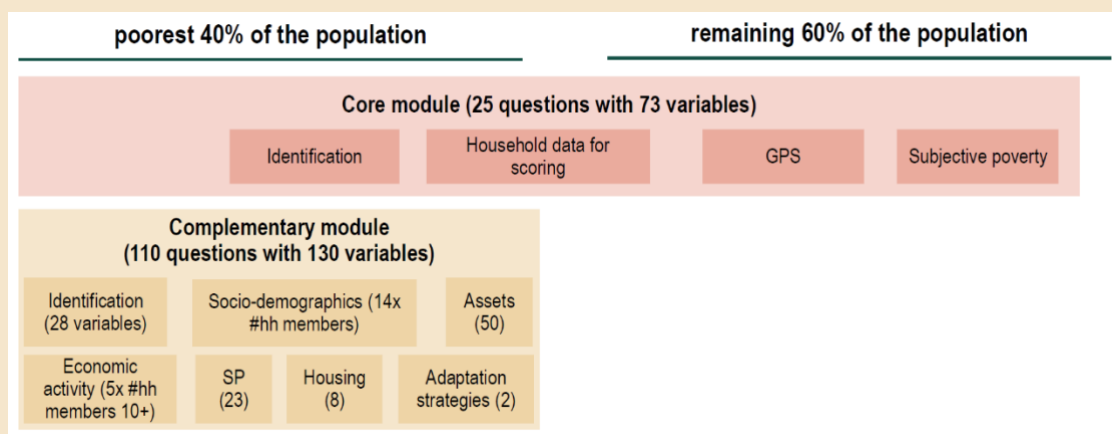 poorest 40% of the population
remaining 60% of the population
Core module (25 questions with 73 variables)
Identification
Household data for
scoring
GPS
Subjective poverty
Complementary module
(110 questions with 130 variables)
Identification
(28 variables)
Socio-demographics (14x
#hh members)
Assets
(50)
Economic
activity (5x #hh
members 10+)
SP
(23)
Housing
(8)
Adaptation
strategies (2)